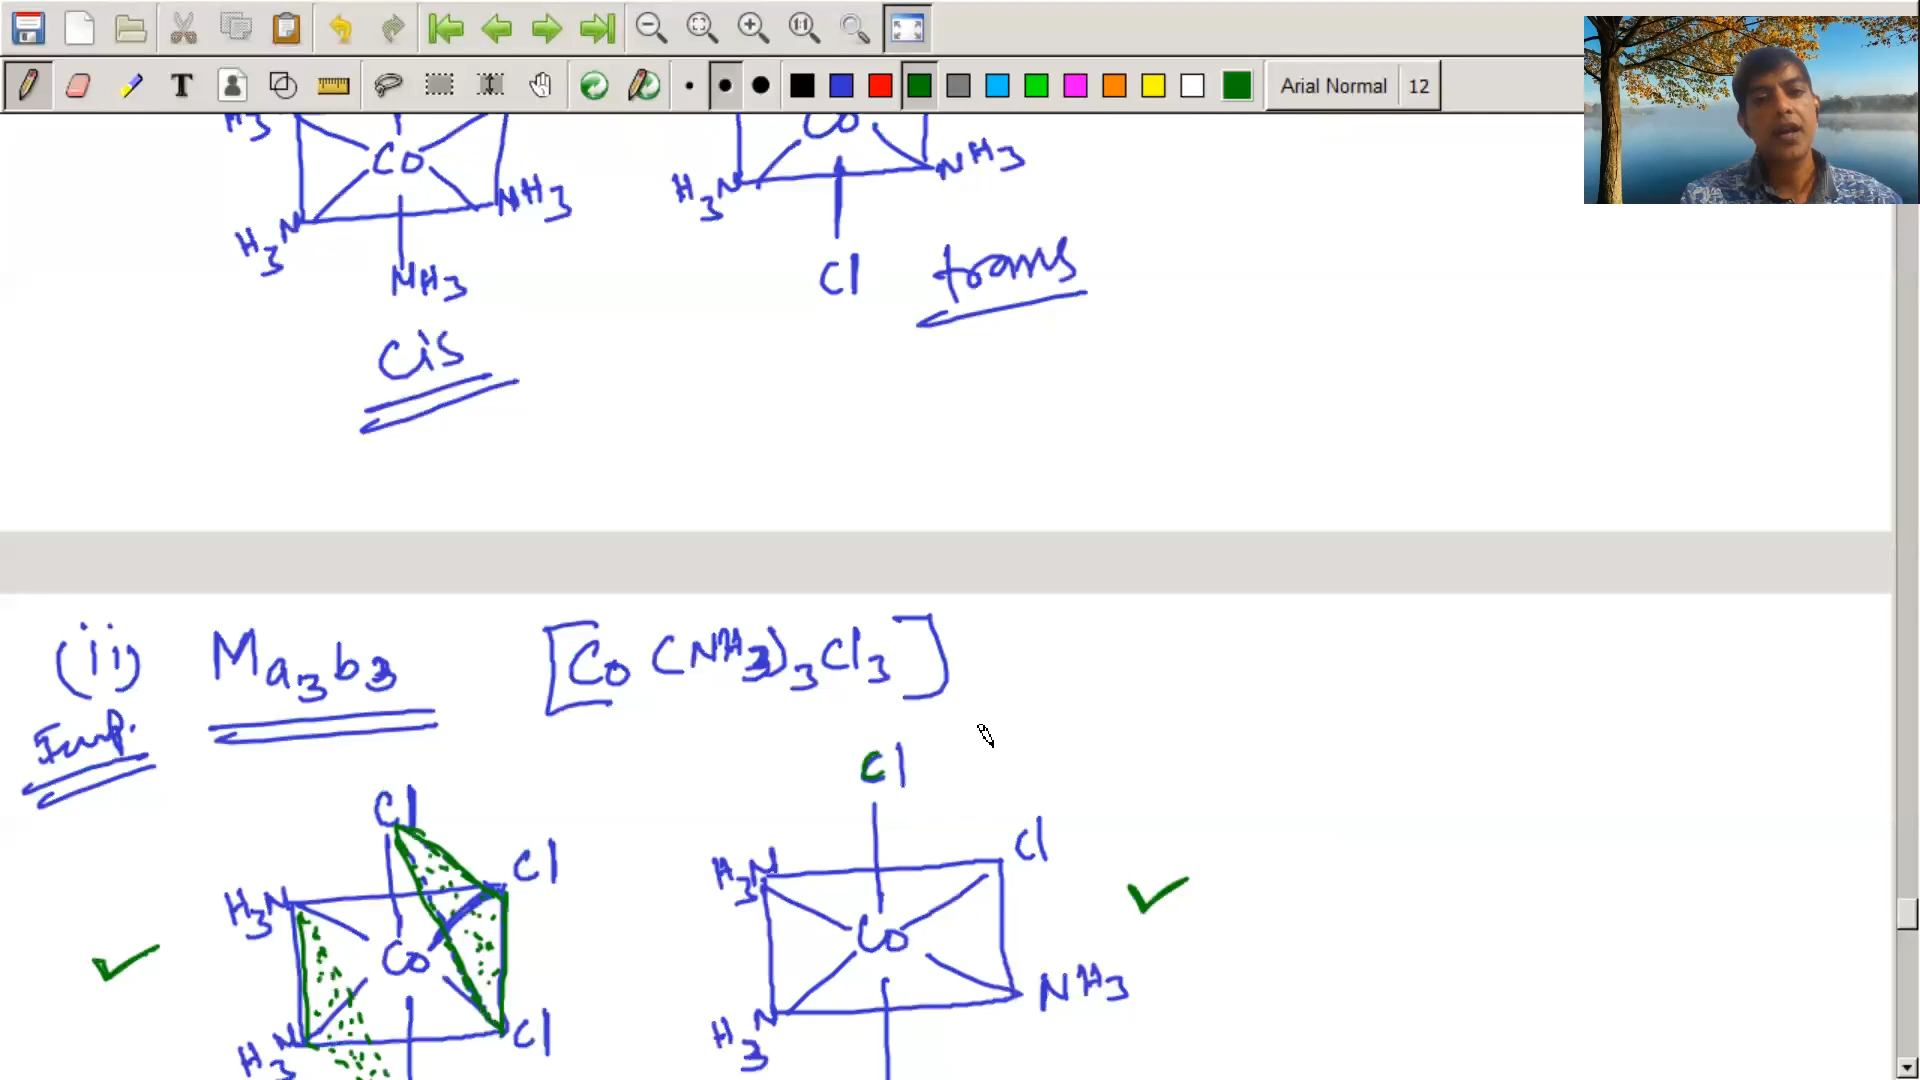 Arial Normal 12
H3 Co Co
H3N NH3 H3N NH3
NH3 Cl trans
Cis
(ii) Ma3b3 [Co(NH3)3Cl3]
Imp.
Cl Cl
Cl Cl
H3N H3N
Co Co
NH3
H3N Cl H3N